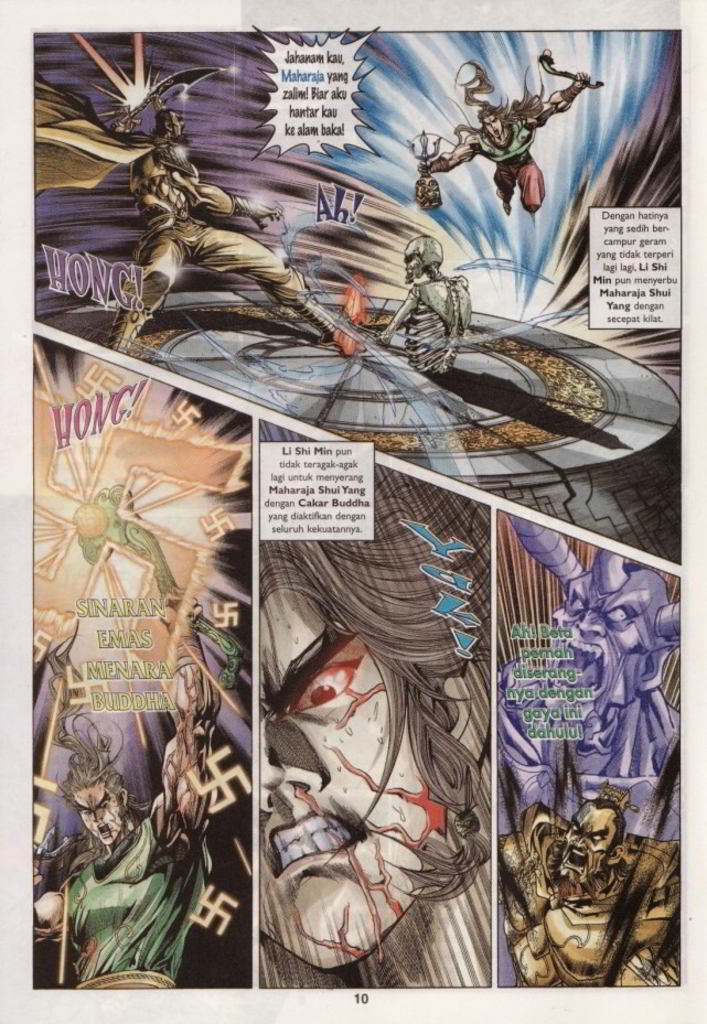 Jahanam kau,
Maharaja yang
zalim! Biar aku
hantar kau
ke alam baka!
Ah!
HONG!
Dengan hatinya
yang sedih ber-
campur geram
yang tidak terperi
lagi lagi, Li Shi
Min pun menyerbu
Maharaja Shui
Yang dengan
secepat kilat.
HONG!
SINARAN
EMAS
MENARA
BUDDHA
Li Shi Min pun
tidak teragak-agak
lagi untuk menyerang
Maharaja Shui Yang
dengan Cakar Buddha
yang diaktifkan dengan
seluruh kekuatannya.
YUN!
Ah! Beta
pernah
diserang-
nya dengan
gaya ini
dahulu!
10